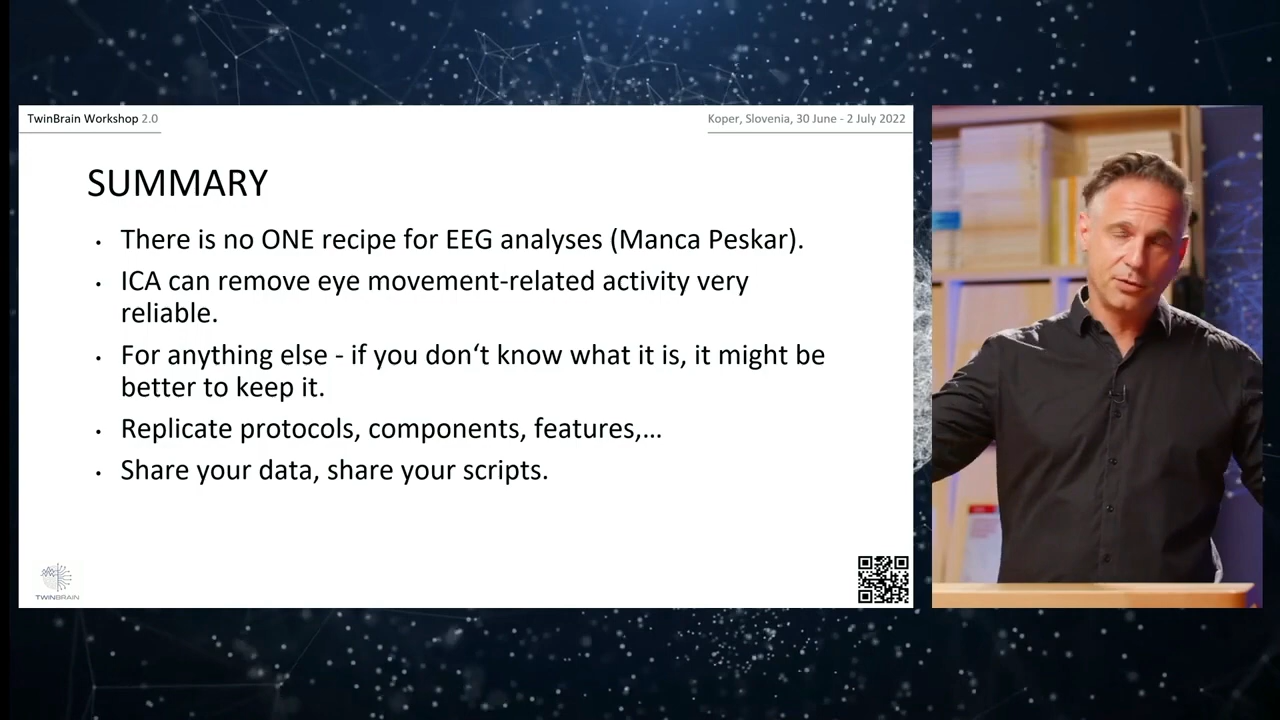 TwinBrain Workshop 2.0
Koper, Slovenia, 30 June - 2 July 2022
SUMMARY
• There is no ONE recipe for EEG analyses (Manca Peskar).
• ICA can remove eye movement-related activity very
reliable.
• For anything else - if you don‘t know what it is, it might be
better to keep it.
• Replicate protocols, components, features,...
• Share your data, share your scripts.
TWINBRAIN